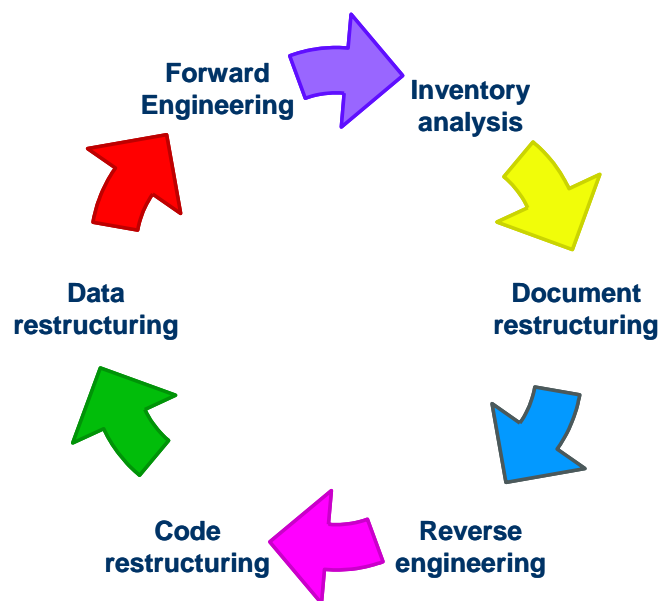 Forward
Engineering
Inventory
analysis
Document
restructuring
Reverse
engineering
Code
restructuring
Data
restructuring